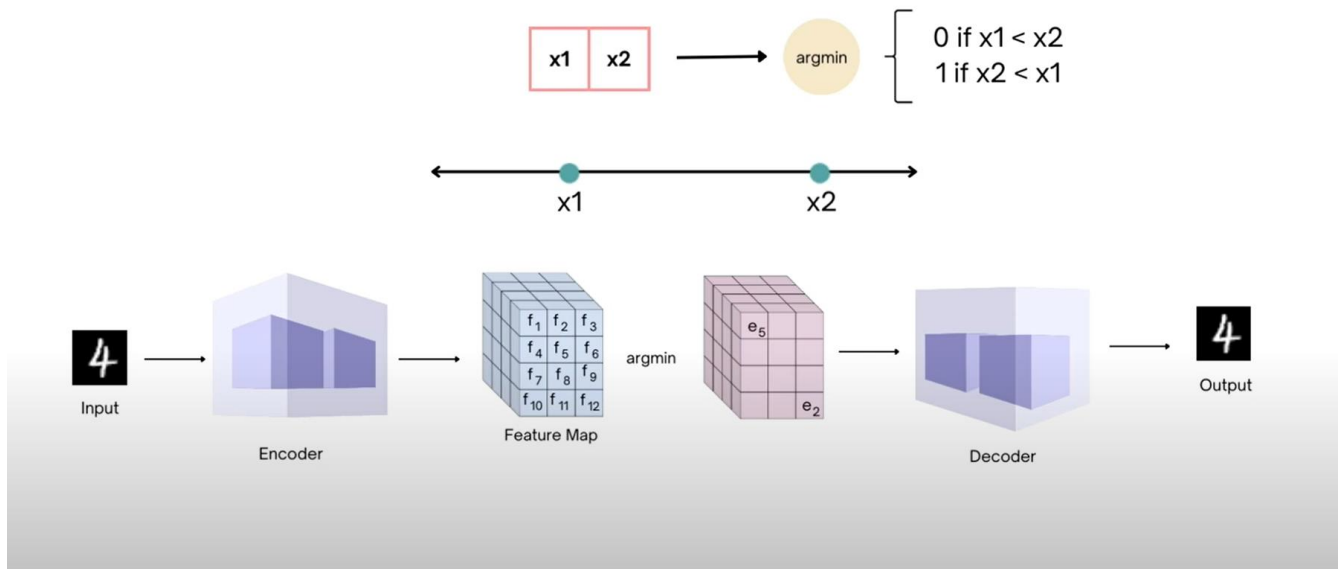 x1 x2
argmin
0 if x1 < x2
1 if x2 < x1
x1 x2
f₁ f₂ f₃
f₄ f₅ f₆
f₇ f₈ f₉
f₁₀ f₁₁ f₁₂
argmin
e₅
e₂
4
Input
Encoder
Feature Map
Decoder
4
Output